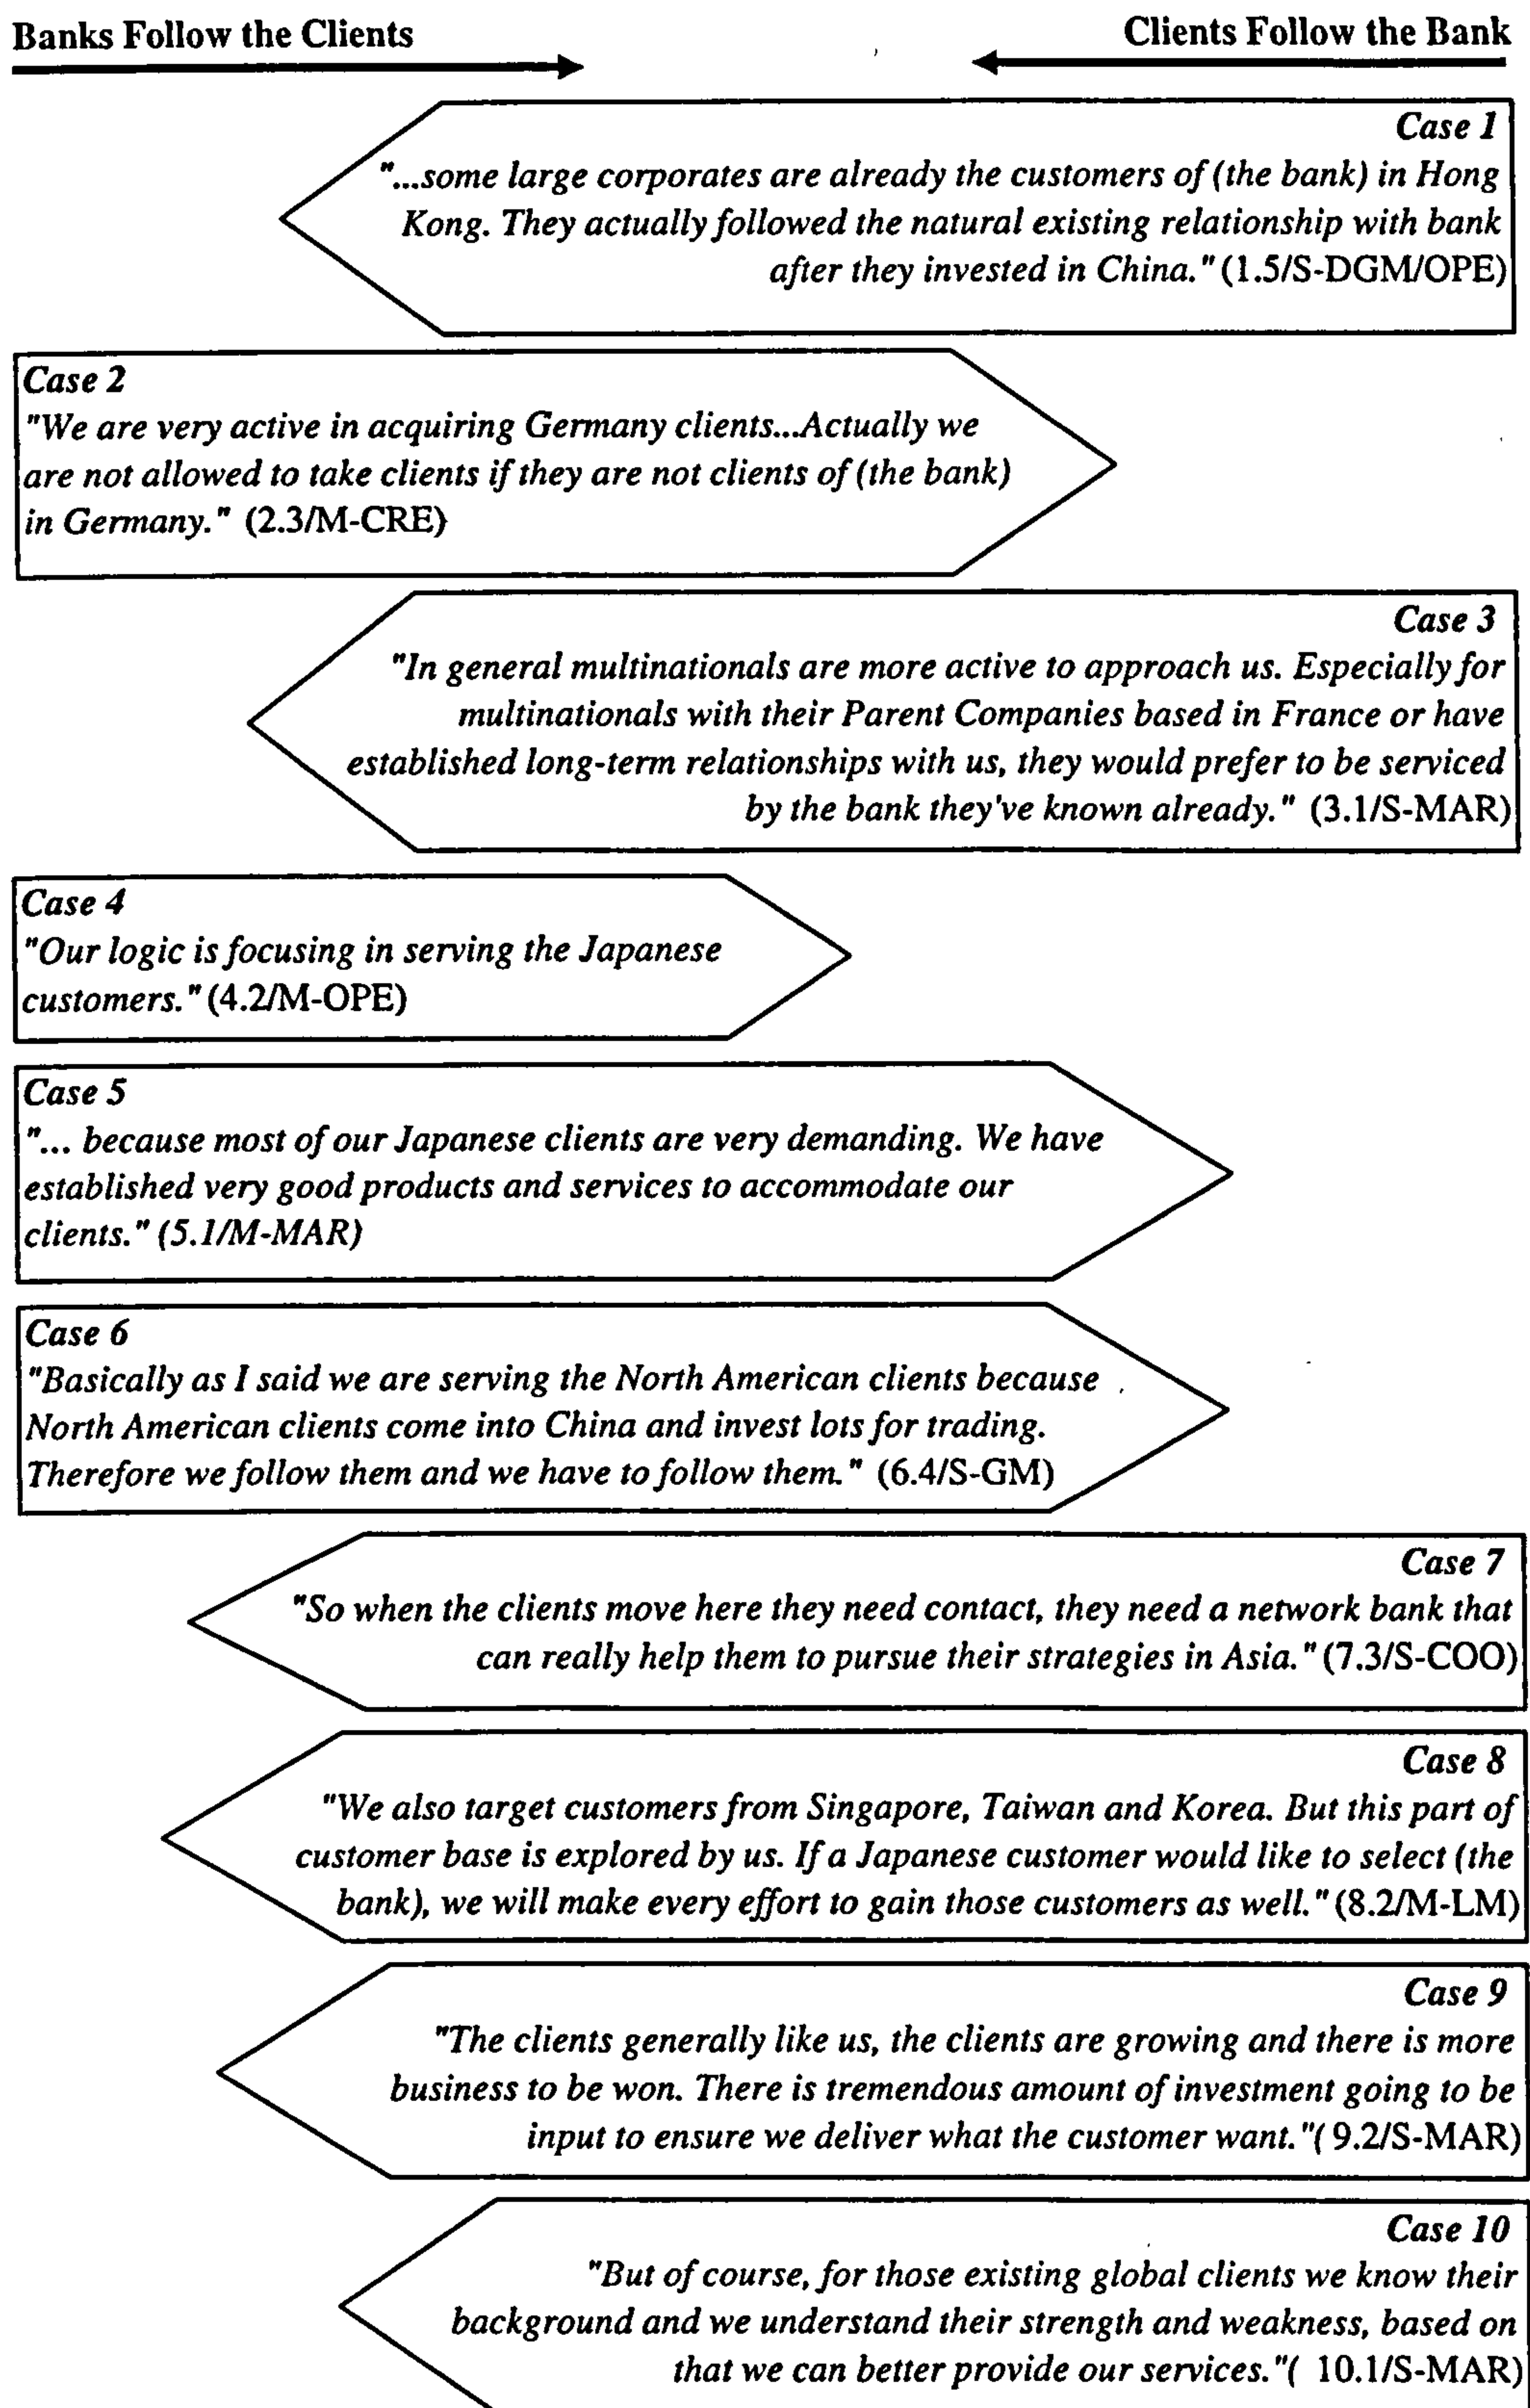 Banks Follow the Clients
Clients Follow the Bank
Case 1
"...some large corporates are already the customers of (the bank) in Hong
Kong. They actually followed the natural existing relationship with bank
after they invested in China." (1.5/S-DGM/OPE)
Case 2
"We are very active in acquiring Germany clients...Actually we
are not allowed to take clients if they are not clients of (the bank)
in Germany." (2.3/M-CRE)
Case 3
"In general multinationals are more active to approach us. Especially for
multinationals with their Parent Companies based in France or have
established long-term relationships with us, they would prefer to be serviced
by the bank they've known already." (3.1/S-MAR)
Case 4
"Our logic is focusing in serving the Japanese
customers." (4.2/M-OPE)
Case 5
"... because most of our Japanese clients are very demanding. We have
established very good products and services to accommodate our
clients." (5.1/M-MAR)
Case 6
"Basically as I said we are serving the North American clients because
North American clients come into China and invest lots for trading.
Therefore we follow them and we have to follow them." (6.4/S-GM)
Case 7
"So when the clients move here they need contact, they need a network bank that
can really help them to pursue their strategies in Asia." (7.3/S-COO)
Case 8
"We also target customers from Singapore, Taiwan and Korea. But this part of
customer base is explored by us. If a Japanese customer would like to select (the
bank), we will make every effort to gain those customers as well." (8.2/M-LM)
Case 9
"The clients generally like us, the clients are growing and there is more
business to be won. There is tremendous amount of investment going to be
input to ensure we deliver what the customer want."( 9.2/S-MAR)
Case 10
"But of course, for those existing global clients we know their
background and we understand their strength and weakness, based on
that we can better provide our services."( 10.1/S-MAR)